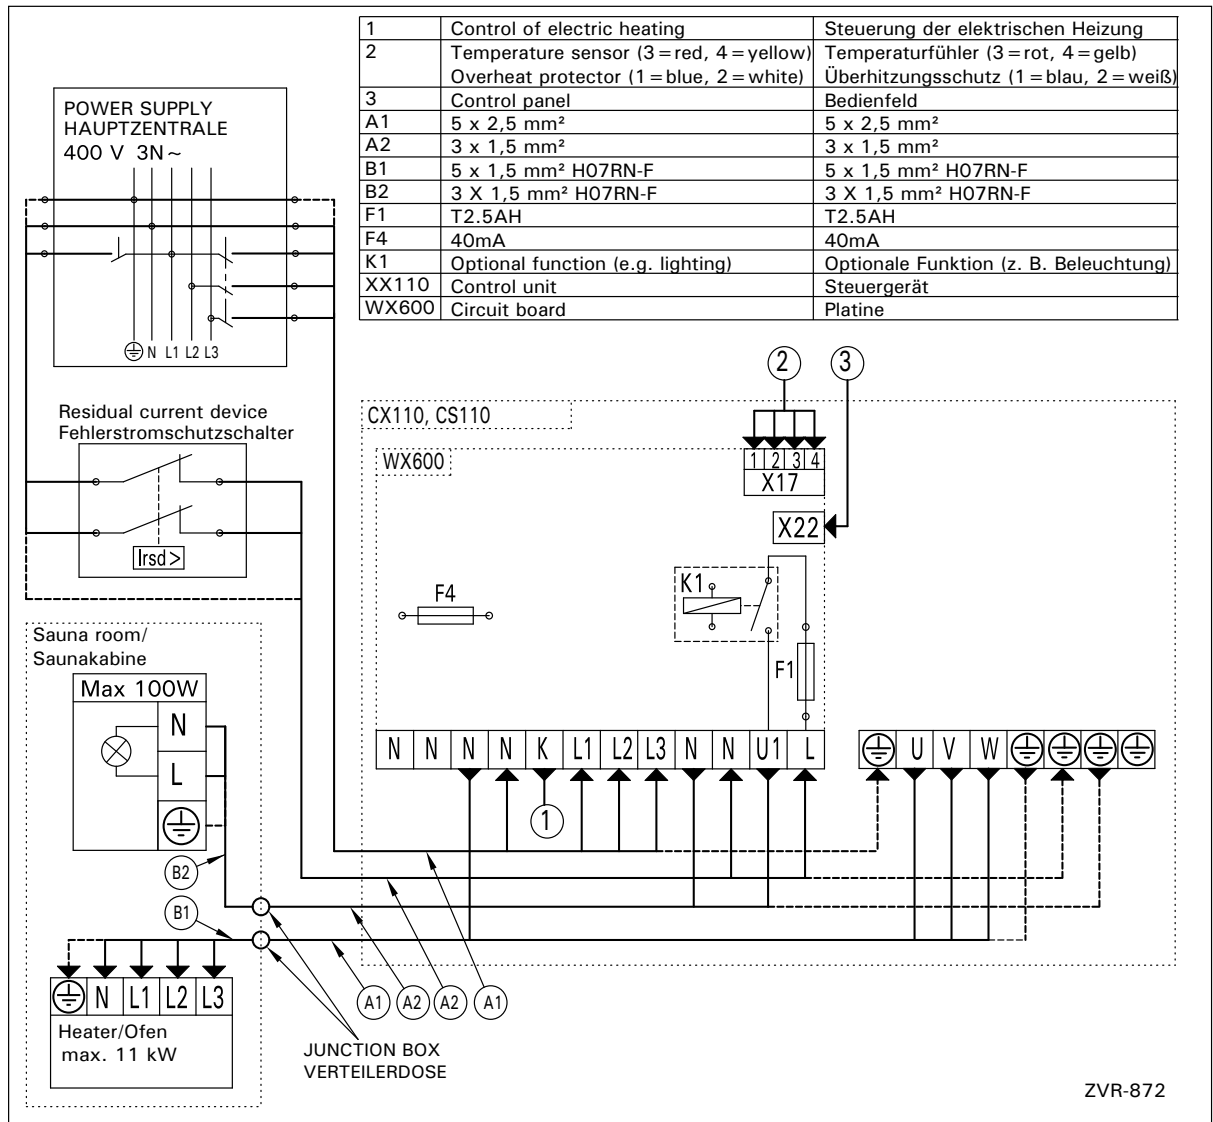 1 Control of electric heating Steuerung der elektrischen Heizung
2 Temperature sensor (3=red, 4=yellow) Temperaturfühler (3=rot, 4=gelb)
Overheat protector (1=blue, 2=white) Überhitzungsschutz (1=blau, 2=weiß)
3 Control panel Bedienfeld
A1 5 x 2,5 mm² 5 x 2,5 mm²
A2 3 x 1,5 mm² 3 x 1,5 mm²
B1 5 x 1,5 mm² H07RN-F 5 x 1,5 mm² H07RN-F
B2 3 X 1,5 mm² H07RN-F 3 X 1,5 mm² H07RN-F
F1 T2.5AH T2.5AH
F4 40mA 40mA
K1 Optional function (e.g. lighting) Optionale Funktion (z. B. Beleuchtung)
XX110 Control unit Steuergerät
WX600 Circuit board Platine
POWER SUPPLY
HAUPTZENTRALE
400 V 3N~
N L1 L2 L3
2 3
Residual current device
Fehlerstromschutzschalter
Irsd>
CX110, CS110
WX600
1 2 3 4
X17
X22
K1
F4
F1
Sauna room/
Saunakabine
Max 100W
N
L
N N N N K L1 L2 L3 N N U1 L
U V W
1
B2
B1
N L1 L2 L3
Heater/Ofen
max. 11 kW
A1 A2 A2 A1
JUNCTION BOX
VERTEILERDOSE
ZVR-872